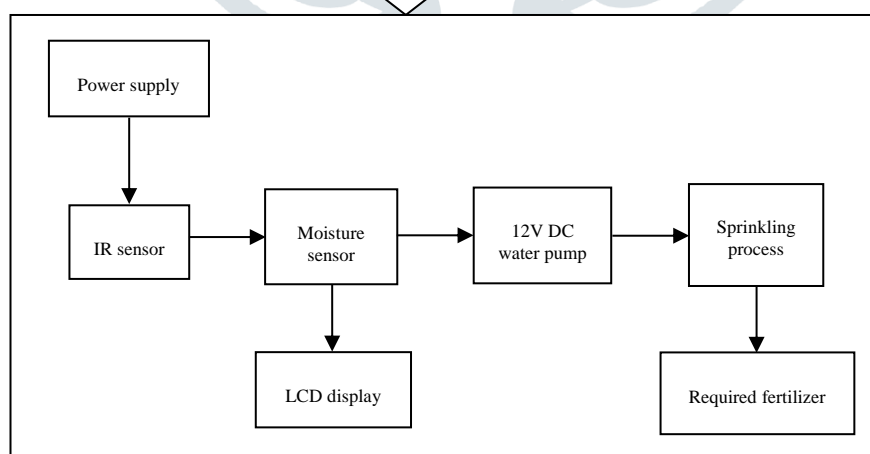 Power supply
IR sensor
Moisture
sensor
12V DC
water pump
Sprinkling
process
LCD display
Required fertilizer